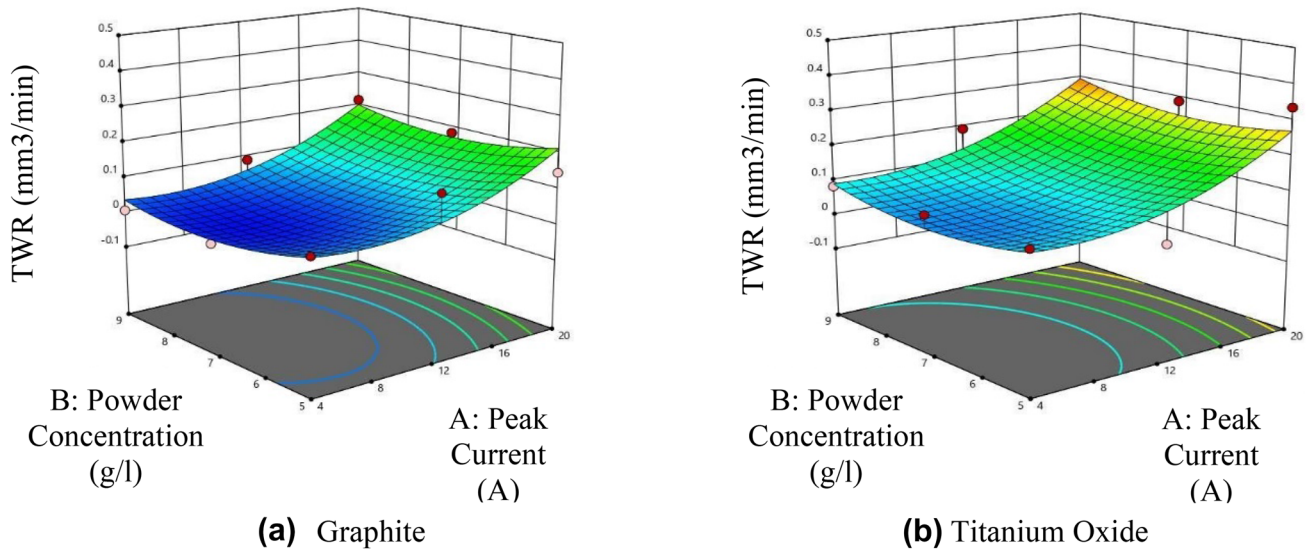 0.5
0.4
0.3
0.2
0.1
0
-0.1
TWR (mm3/min)
9
8
7
6
5
4
8
12
16
20
B: Powder
Concentration
(g/l)
A: Peak
Current
(A)
(a) Graphite
0.5
0.4
0.3
0.2
0.1
0
-0.1
TWR (mm3/min)
9
8
7
6
5
4
8
12
16
20
B: Powder
Concentration
(g/l)
A: Peak
Current
(A)
(b) Titanium Oxide